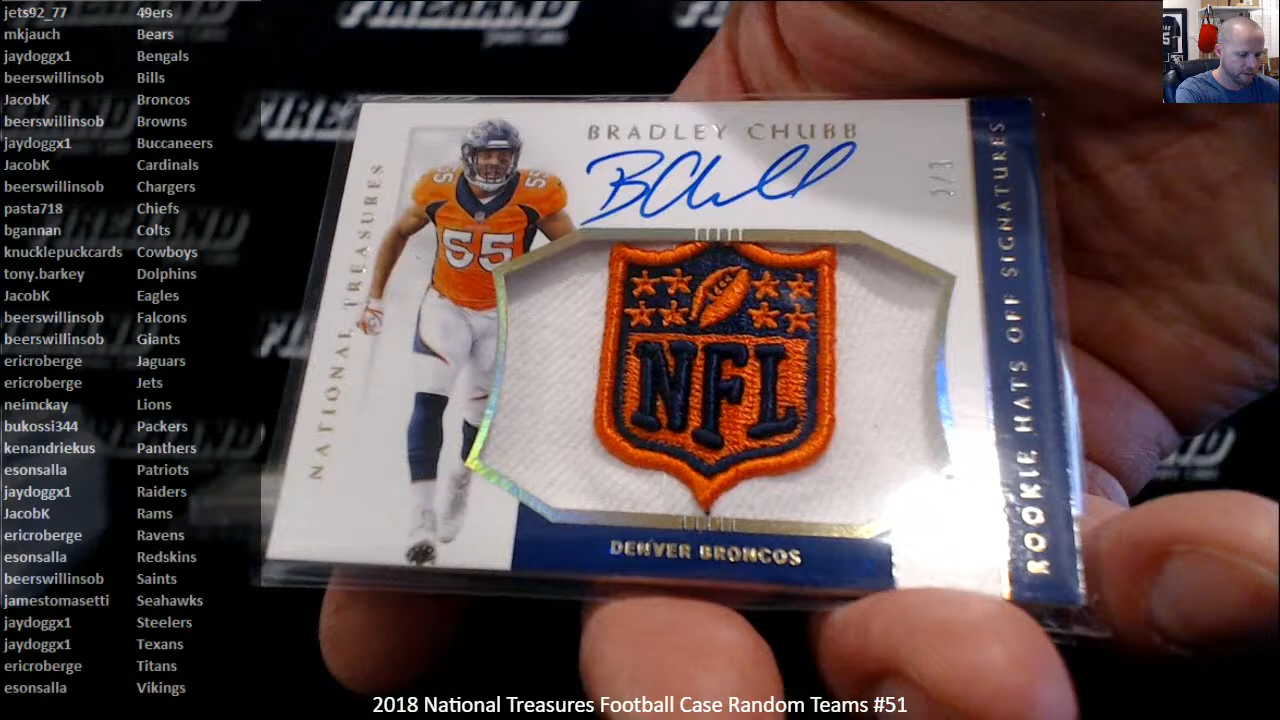 jets92_77 49ers
mkjauch Bears
jaydoggx1 Bengals
beerswillinsob Bills
JacobK Broncos
beerswillinsob Browns
jaydoggx1 Buccaneers
JacobK Cardinals
beerswillinsob Chargers
pasta718 Chiefs
bgannan Colts
knucklepuckcards Cowboys
tony.barkey Dolphins
JacobK Eagles
beerswillinsob Falcons
beerswillinsob Giants
ericroberge Jaguars
ericroberge Jets
neimckay Lions
bukossi344 Packers
kenandriekus Panthers
esonsalla Patriots
jaydoggx1 Raiders
JacobK Rams
ericroberge Ravens
esonsalla Redskins
beerswillinsob Saints
jamestomasetti Seahawks
jaydoggx1 Steelers
jaydoggx1 Texans
ericroberge Titans
esonsalla Vikings
NATIONAL TREASURES
55
55
55
BRADLEY CHUBB
NFL
DENVER BRONCOS
ROOKIE HATS OFF SIGNATURES
2018 National Treasures Football Case Random Teams #51